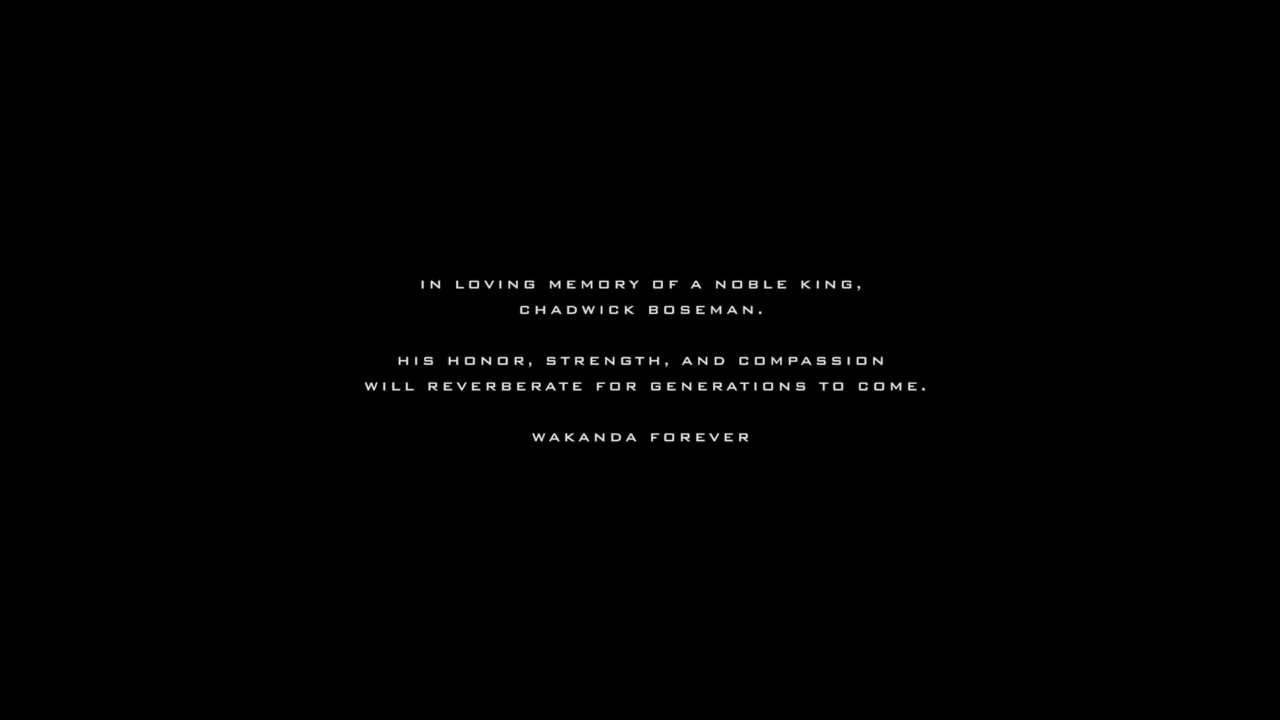 IN LOVING MEMORY OF A NOBLE KING,
CHADWICK BOSEMAN.
HIS HONOR, STRENGTH, AND COMPASSION
WILL REVERBERATE FOR GENERATIONS TO COME.
WAKANDA FOREVER